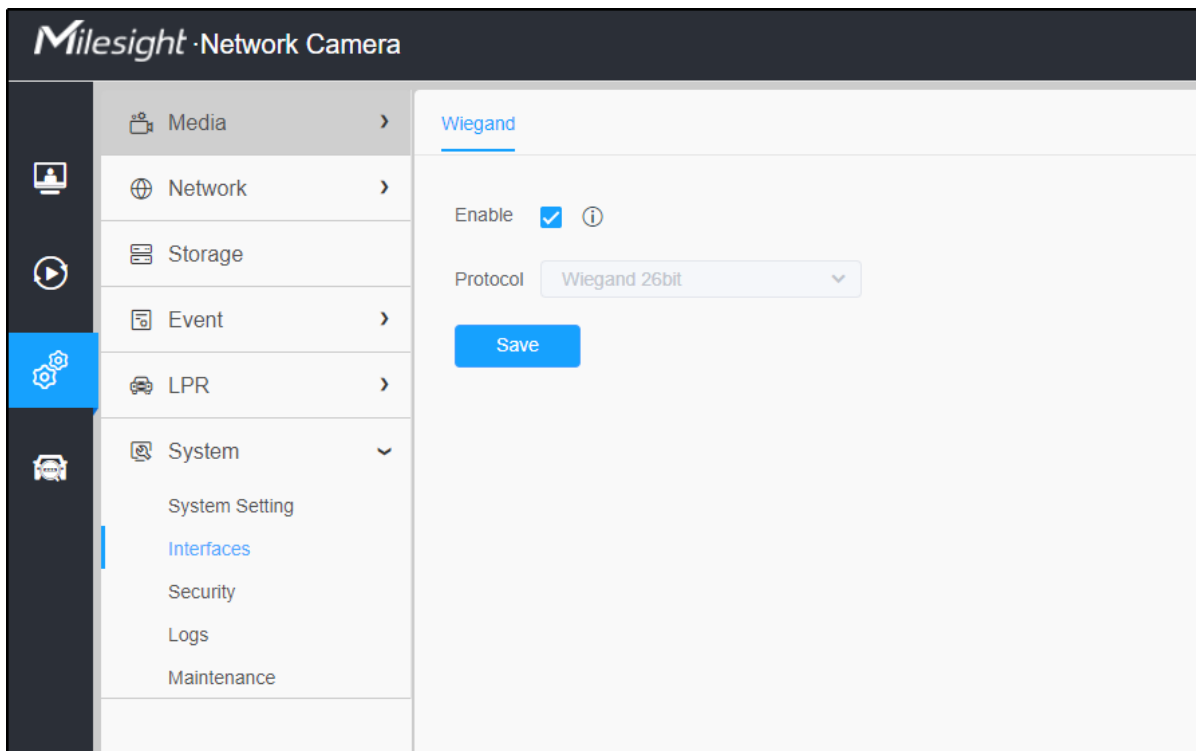 Milesight ·Network Camera
Media
Network
Storage
Event
LPR
System
System Setting
Interfaces
Security
Logs
Maintenance
Wiegand
Enable
Protocol Wiegand 26bit
Save